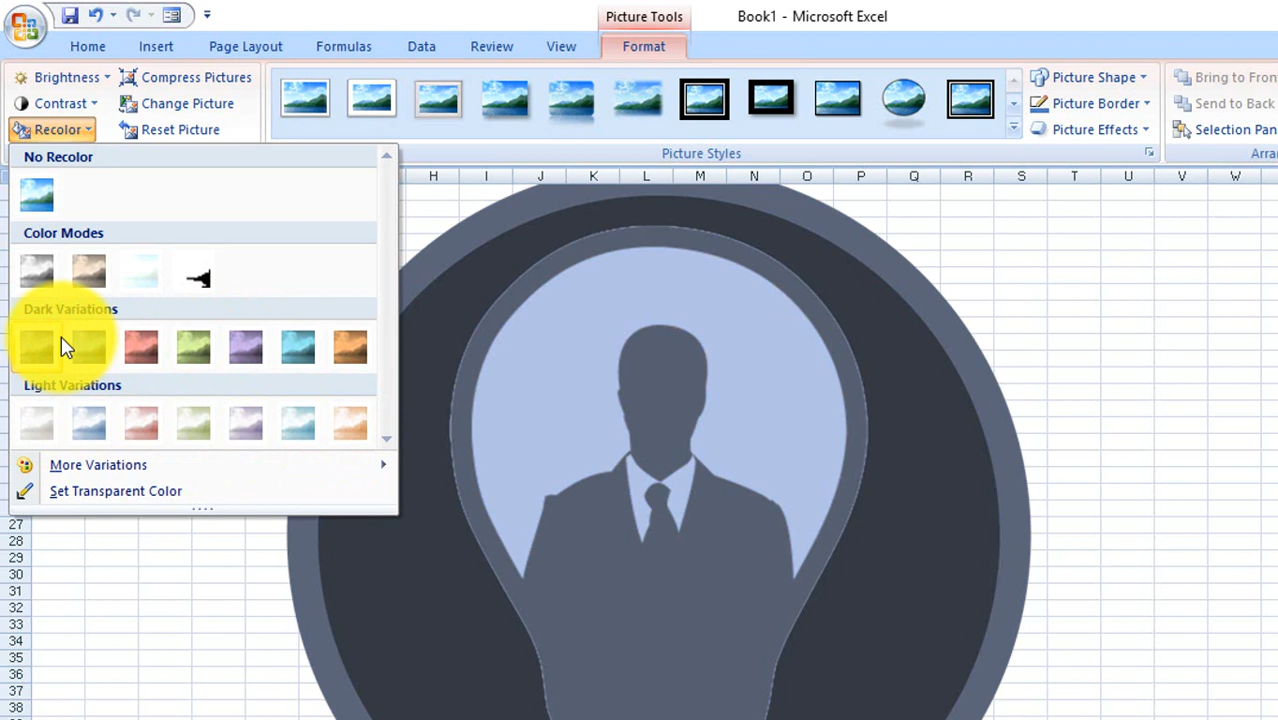 Picture Tools
Book1 - Microsoft Excel
Home Insert Page Layout Formulas Data Review View Format
Brightness Compress Pictures Picture Shape Bring to Fron
Contrast Change Picture Picture Border Send to Back
Recolor Reset Picture Picture Effects Selection Pan
Picture Styles Arra
No Recolor
H I J K L M N O P Q R S T U V W
Color Modes
Dark Variations
Light Variations
More Variations
Set Transparent Color
27
28
29
30
31
32
33
34
35
36
37
38